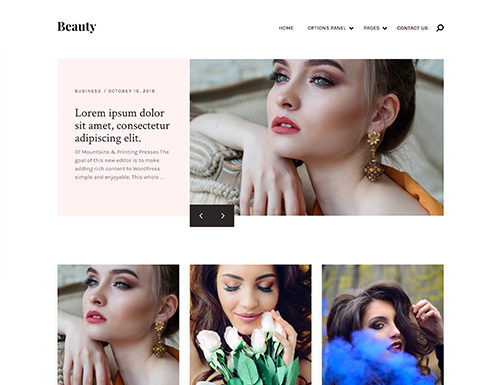 Beauty
HOME OPTIONS PANEL PAGES CONTACT US
BUSINESS / OCTOBER 16, 2018
Lorem ipsum dolor
sit amet, consectetur
adipiscing elit.
Of Mountains & Printing Presses The
goal of this new editor is to make
adding rich content to WordPress
simple and enjoyable. This whole ...